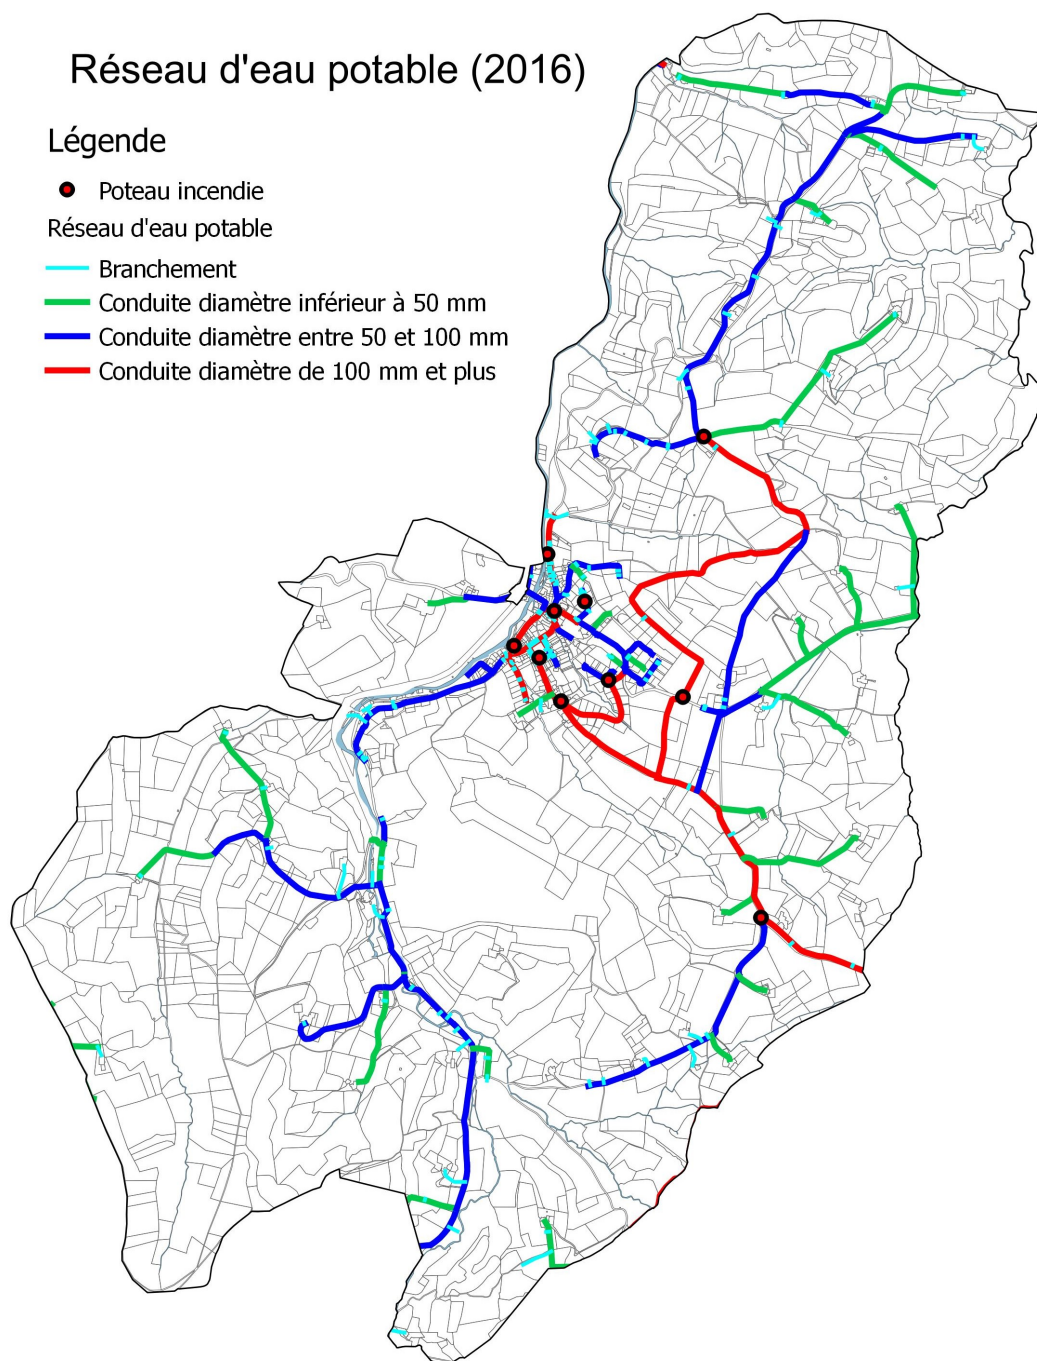 Réseau d'eau potable (2016)
Légende
Poteau incendie
Réseau d'eau potable
Branchement
Conduite diamètre inférieur à 50 mm
Conduite diamètre entre 50 et 100 mm
Conduite diamètre de 100 mm et plus